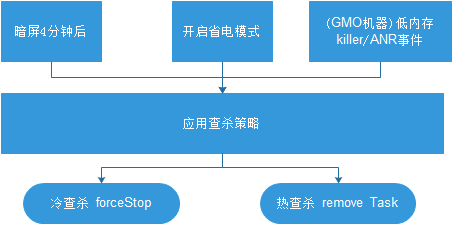 暗屏4分钟后
开启省电模式
(GMO机器)低内存
killer/ANR事件
应用查杀策略
冷查杀 forceStop
热查杀 remove Task